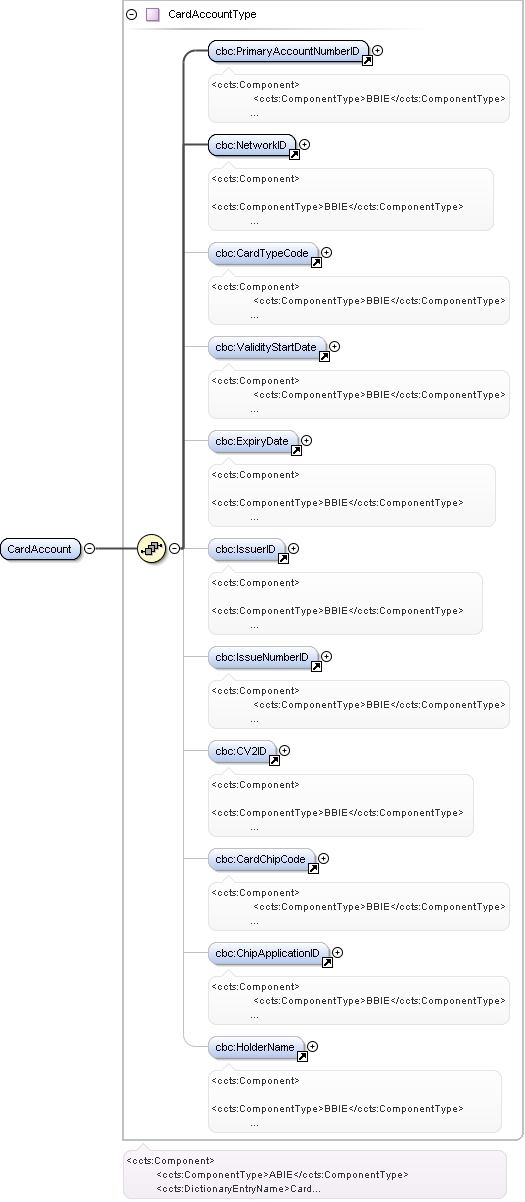 CardAccountType
cbc:PrimaryAccountNumberID
<ccts:Component>
<ccts:ComponentType>BBIE</ccts:ComponentType>
...
cbc:NetworkID
<ccts:Component>
<ccts:ComponentType>BBIE</ccts:ComponentType>
...
cbc:CardTypeCode
<ccts:Component>
<ccts:ComponentType>BBIE</ccts:ComponentType>
...
cbc:ValidityStartDate
<ccts:Component>
<ccts:ComponentType>BBIE</ccts:ComponentType>
...
cbc:ExpiryDate
<ccts:Component>
<ccts:ComponentType>BBIE</ccts:ComponentType>
...
CardAccount
cbc:IssuerID
<ccts:Component>
<ccts:ComponentType>BBIE</ccts:ComponentType>
...
cbc:IssueNumberID
<ccts:Component>
<ccts:ComponentType>BBIE</ccts:ComponentType>
...
cbc:CV2ID
<ccts:Component>
<ccts:ComponentType>BBIE</ccts:ComponentType>
...
cbc:CardChipCode
<ccts:Component>
<ccts:ComponentType>BBIE</ccts:ComponentType>
...
cbc:ChipApplicationID
<ccts:Component>
<ccts:ComponentType>BBIE</ccts:ComponentType>
...
cbc:HolderName
<ccts:Component>
<ccts:ComponentType>BBIE</ccts:ComponentType>
...
<ccts:Component>
<ccts:ComponentType>ABIE</ccts:ComponentType>
<ccts:DictionaryEntryName>Card...